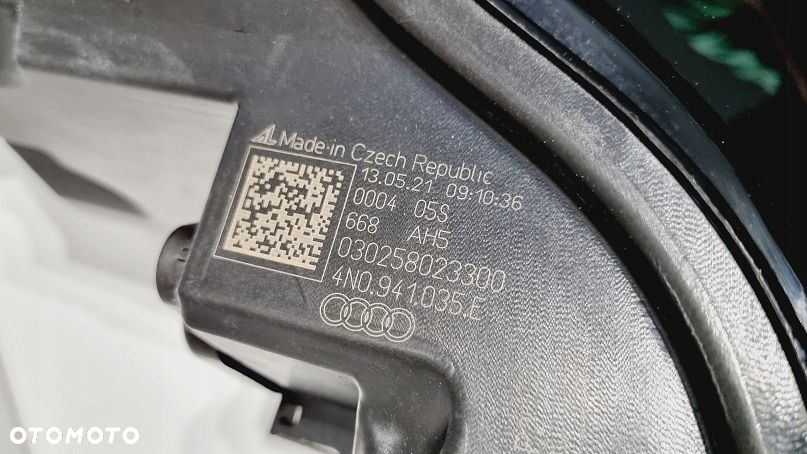 AL Made in Czech Republic
13.05.21 09:10:36
0004 05S
668 AH5
030258023300
4N0.941.035.E
OTOMOTO